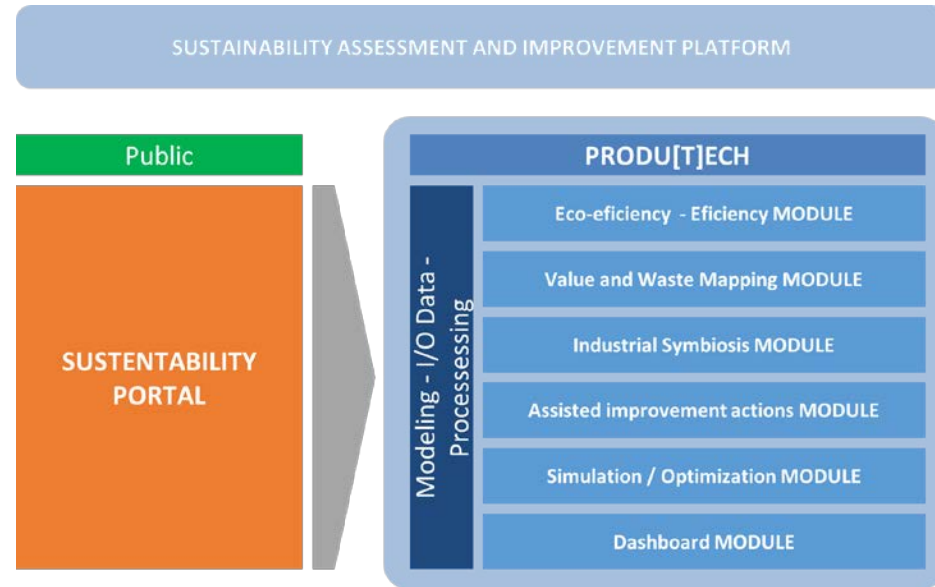 SUSTAINABILITY ASSESSMENT AND IMPROVEMENT PLATFORM
Public
SUSTENTABILITY
PORTAL
PRODU[T]ECH
Modeling - I/O Data -
Processessing
Eco-eficiency - Eficiency MODULE
Value and Waste Mapping MODULE
Industrial Symbiosis MODULE
Assisted improvement actions MODULE
Simulation / Optimization MODULE
Dashboard MODULE